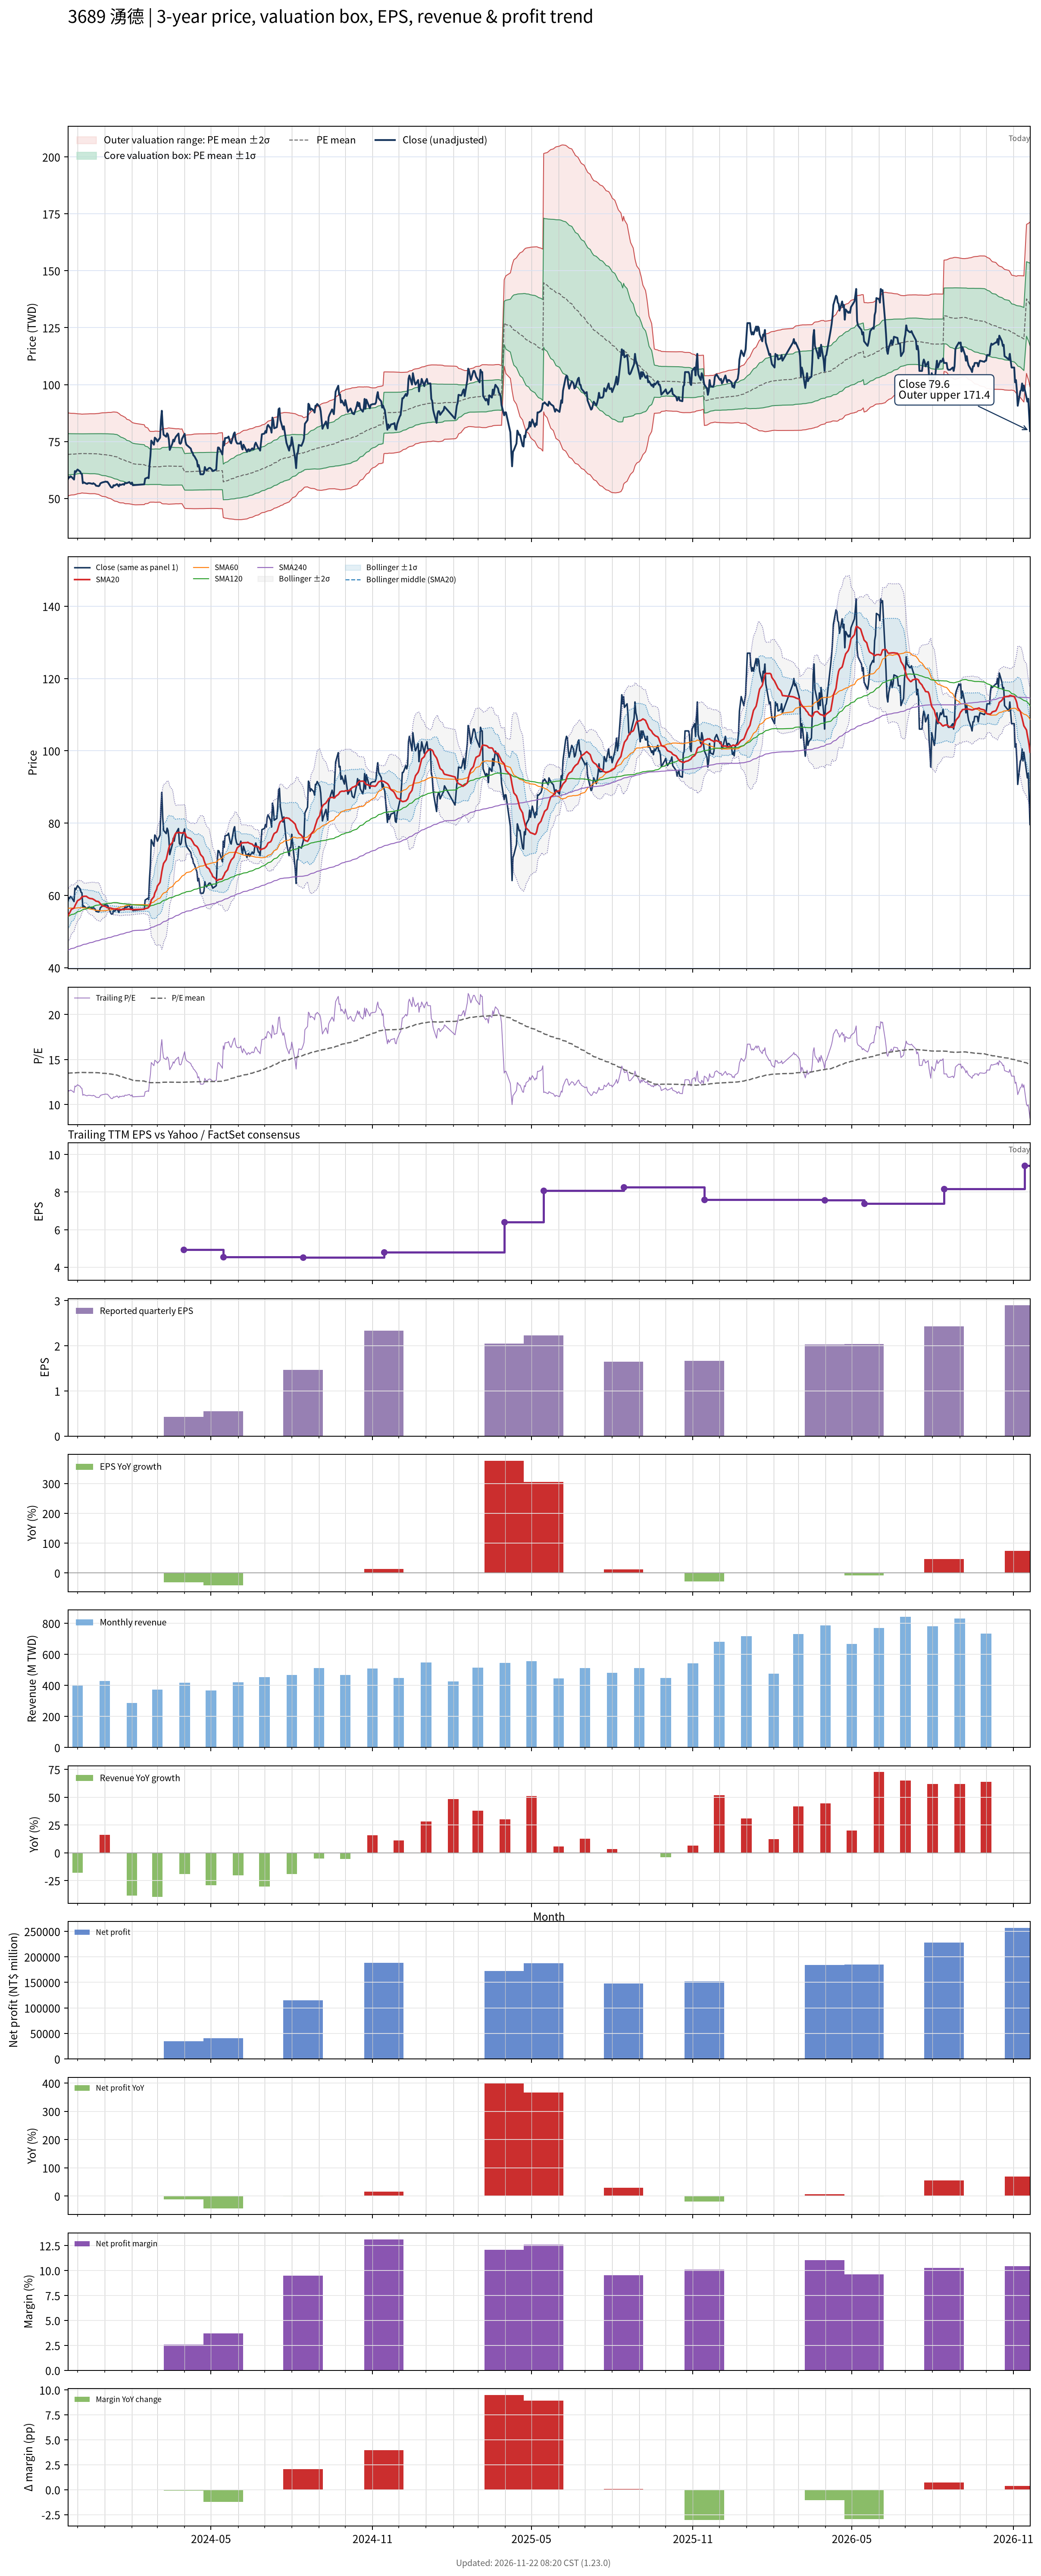 3689 湧德 | 3-year price, valuation box, EPS, revenue & profit trend
Outer valuation range: PE mean ±2σ
PE mean
Close (unadjusted)
Core valuation box: PE mean ±1σ
Today
Price (TWD)
200
175
150
125
100
75
50
Close 79.6
Outer upper 171.4
Close (same as panel 1)
SMA20
SMA60
SMA120
SMA240
Bollinger ±2σ
Bollinger ±1σ
Bollinger middle (SMA20)
Price
140
120
100
80
60
40
Trailing P/E
P/E mean
P/E
20
15
10
Trailing TTM EPS vs Yahoo / FactSet consensus
Today
EPS
10
8
6
4
Reported quarterly EPS
EPS
3
2
1
0
EPS YoY growth
YoY (%)
300
200
100
0
Monthly revenue
Revenue (M TWD)
800
600
400
200
0
Revenue YoY growth
YoY (%)
75
50
25
0
-25
Month
Net profit
Net profit (NT$ million)
250000
200000
150000
100000
50000
0
Net profit YoY
YoY (%)
400
300
200
100
0
Net profit margin
Margin (%)
12.5
10.0
7.5
5.0
2.5
0.0
Margin YoY change
Δ margin (pp)
10.0
7.5
5.0
2.5
0.0
-2.5
2024-05
2024-11
2025-05
2025-11
2026-05
2026-11
Updated: 2026-11-22 08:20 CST (1.23.0)